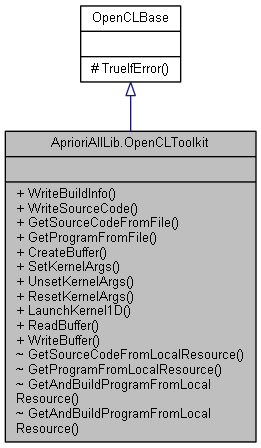 OpenCLBase
# TrueIfError()
AprioriAllLib.OpenCLToolkit
+ WriteBuildInfo()
+ WriteSourceCode()
+ GetSourceCodeFromFile()
+ GetProgramFromFile()
+ CreateBuffer()
+ SetKernelArgs()
+ UnsetKernelArgs()
+ ResetKernelArgs()
+ LaunchKernel1D()
+ ReadBuffer()
+ WriteBuffer()
~ GetSourceCodeFromLocalResource()
~ GetProgramFromLocalResource()
~ GetAndBuildProgramFromLocal
Resource()
~ GetAndBuildProgramFromLocal
Resource()